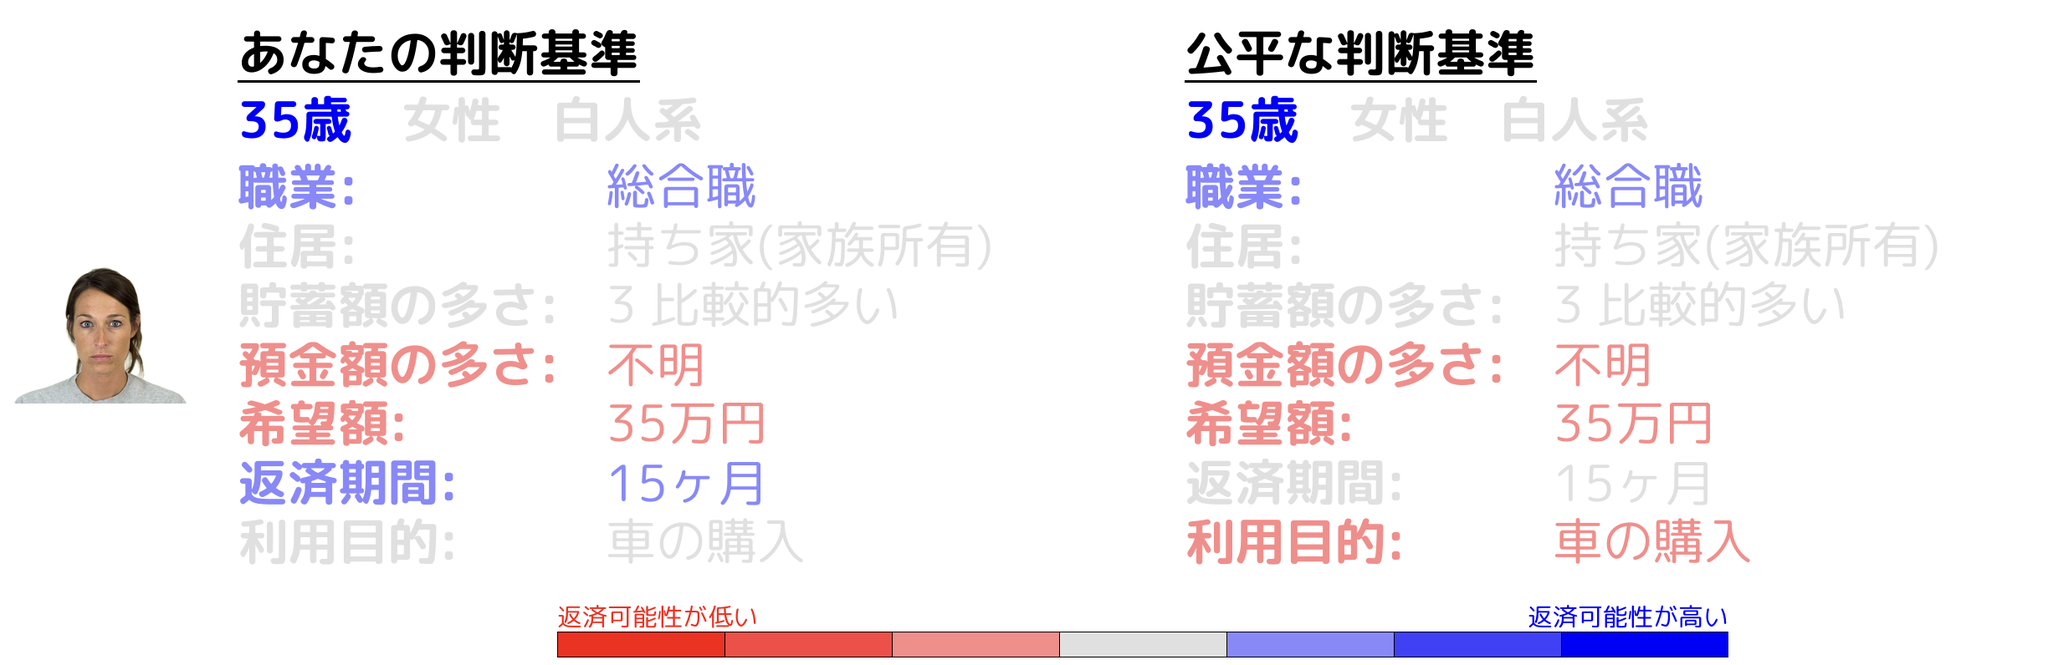 あなたの判断基準
35歳 女性 白人系
職業: 総合職
住居: 持ち家(家族所有)
貯蓄額の多さ: 3 比較的多い
預金額の多さ: 不明
希望額: 35万円
返済期間: 15ヶ月
利用目的: 車の購入
公平な判断基準
35歳 女性 白人系
職業: 総合職
住居: 持ち家(家族所有)
貯蓄額の多さ: 3 比較的多い
預金額の多さ: 不明
希望額: 35万円
返済期間: 15ヶ月
利用目的: 車の購入
返済可能性が低い
返済可能性が高い